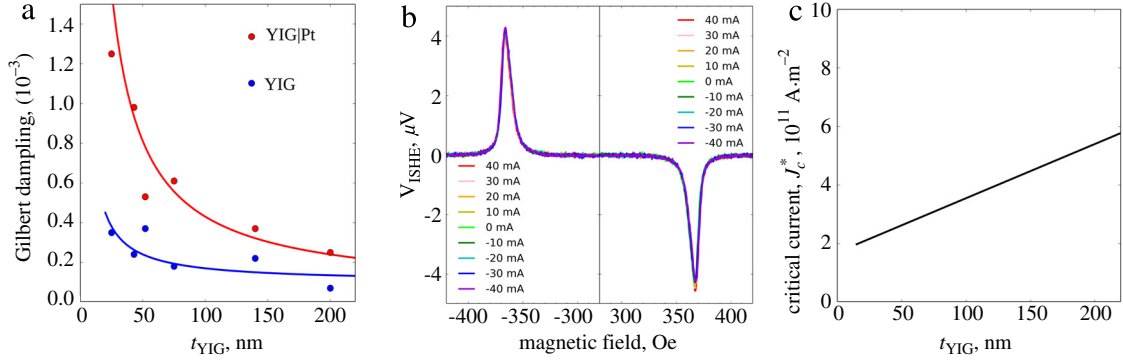 a
1.4
1.2
1.0
0.8
0.6
0.4
0.2
0.0
Gilbert dampling, (10⁻³)
YIG|Pt
YIG
0 50 100 150 200
t_YIG, nm
b
4
2
0
-2
-4
V_ISHE, μV
40 mA
30 mA
20 mA
10 mA
0 mA
-10 mA
-20 mA
-30 mA
-40 mA
40 mA
30 mA
20 mA
10 mA
0 mA
-10 mA
-20 mA
-30 mA
-40 mA
-400 -350 -300 300 350 400
magnetic field, Oe
c
10
8
6
4
2
0
critical current, J_c^*, 10¹¹ A·m⁻²
0 50 100 150 200
t_YIG, nm